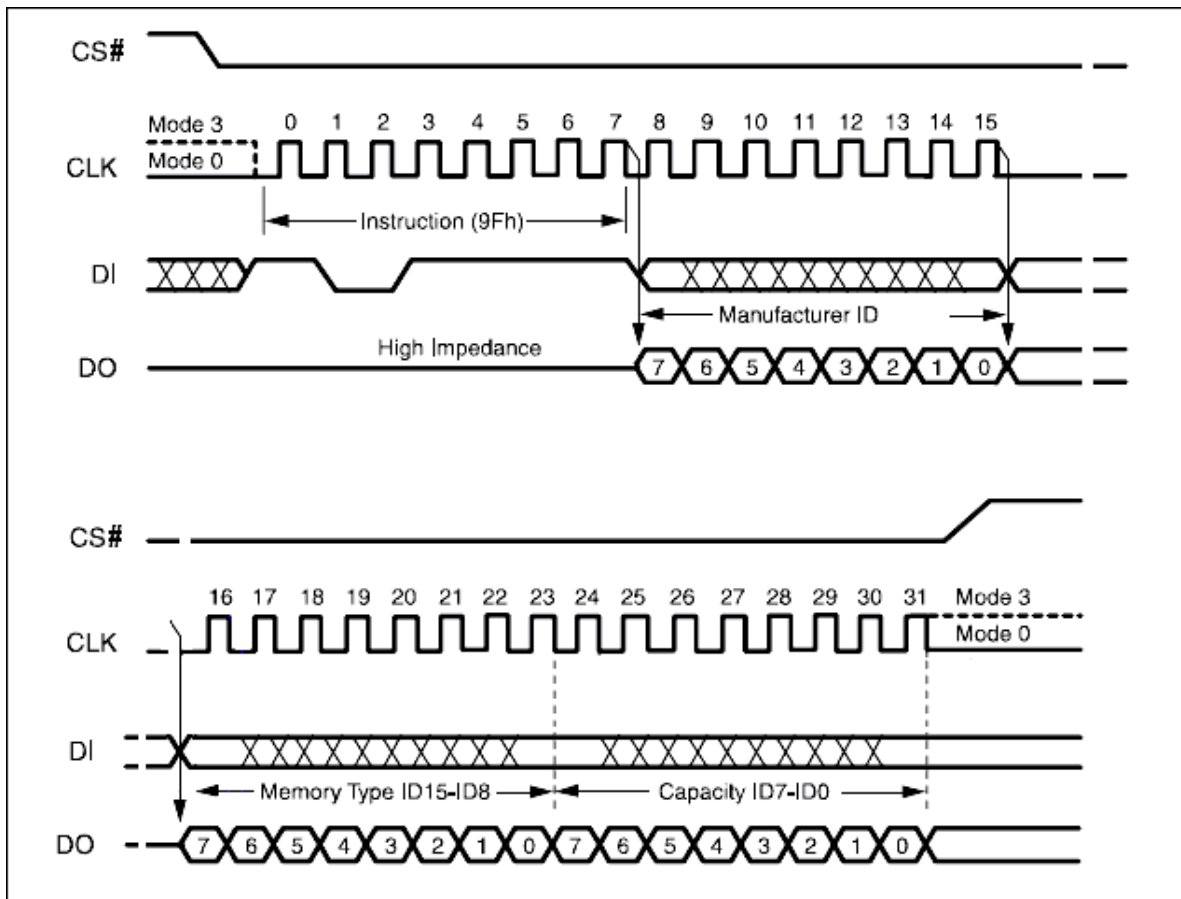 CS#
Mode 3
0 1 2 3 4 5 6 7 8 9 10 11 12 13 14 15
CLK
Mode 0
Instruction (9Fh)
DI
Manufacturer ID
High Impedance
DO
7 6 5 4 3 2 1 0
CS#
16 17 18 19 20 21 22 23 24 25 26 27 28 29 30 31
Mode 3
CLK
Mode 0
DI
Memory Type ID15-ID8
Capacity ID7-ID0
DO
7 6 5 4 3 2 1 0 7 6 5 4 3 2 1 0